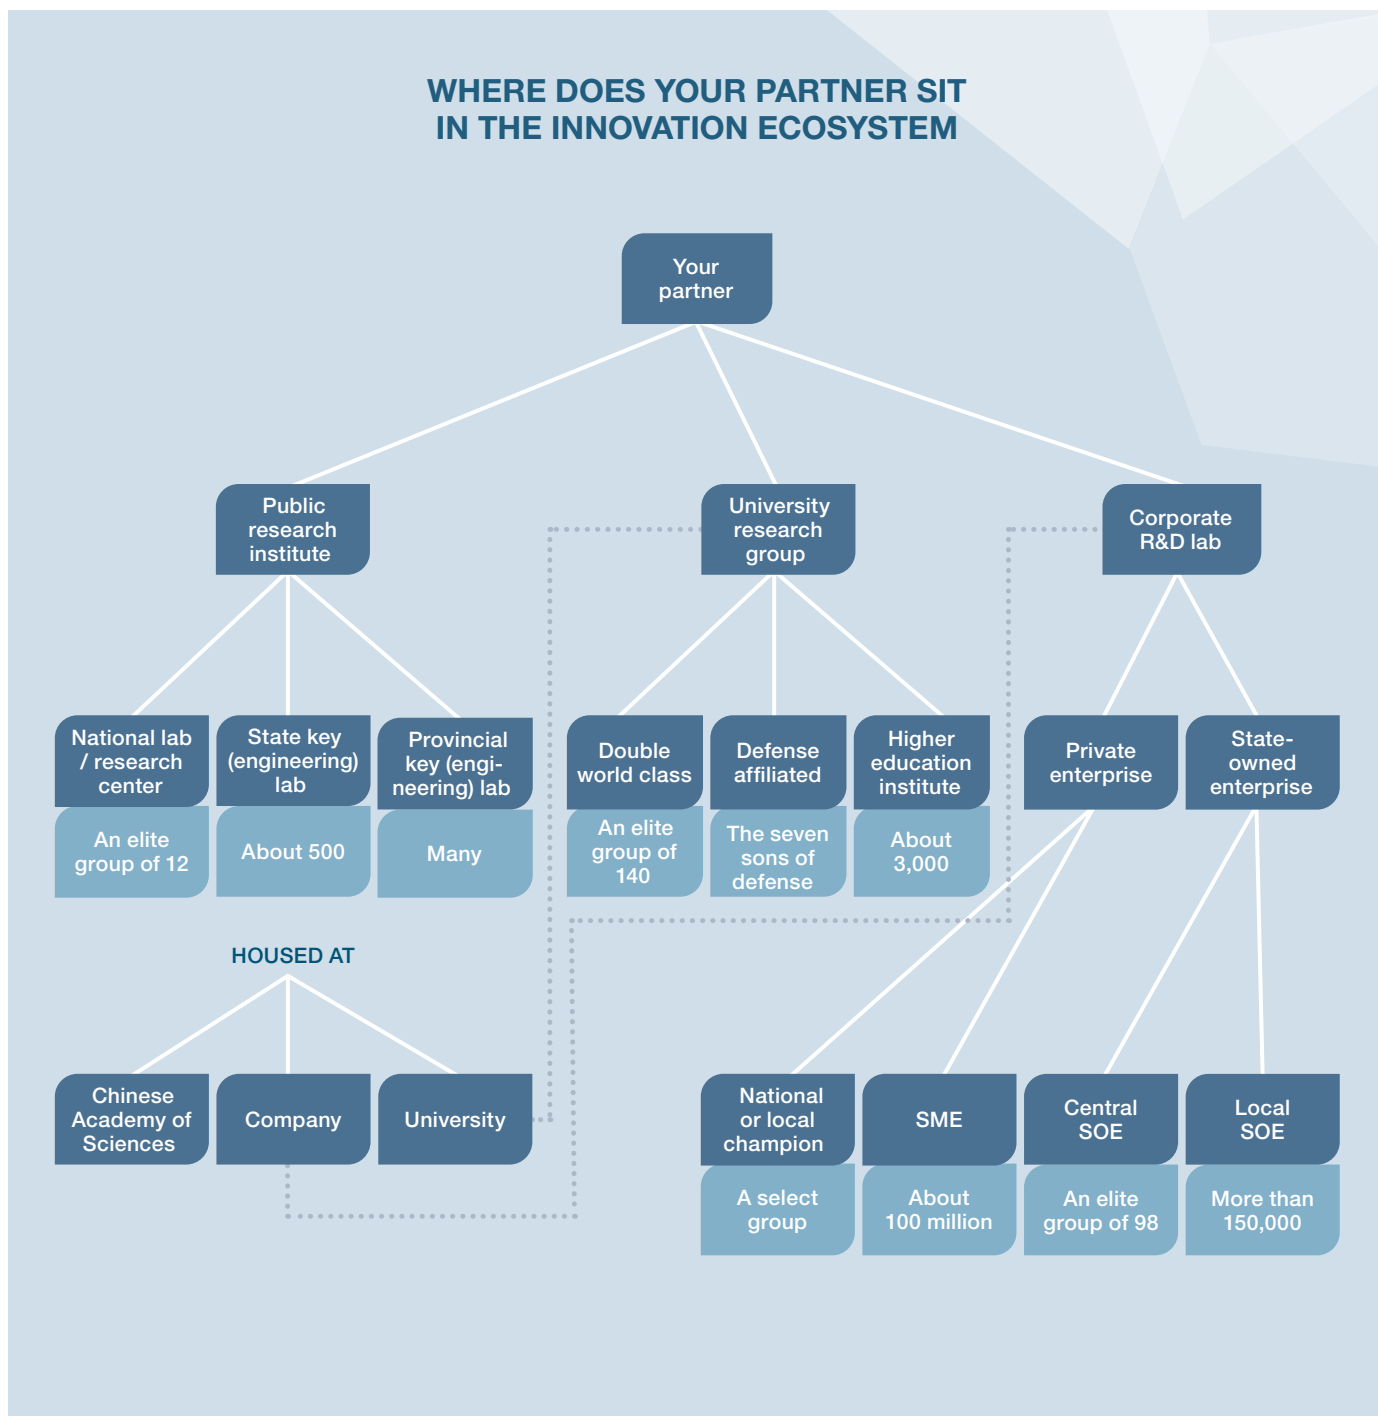 WHERE DOES YOUR PARTNER SIT
IN THE INNOVATION ECOSYSTEM
Your
partner
Public
research
institute
University
research
group
Corporate
R&D lab
National lab
/ research
center
State key
(engineering)
lab
Provincial
key (engi-
neering) lab
Double
world class
Defense
affiliated
Higher
education
institute
Private
enterprise
State-
owned
enterprise
An elite
group of 12
About 500
Many
An elite
group of
140
The seven
sons of
defense
About
3,000
HOUSED AT
Chinese
Academy of
Sciences
Company
University
National
or local
champion
SME
Central
SOE
Local
SOE
A select
group
About
100 million
An elite
group of 98
More than
150,000